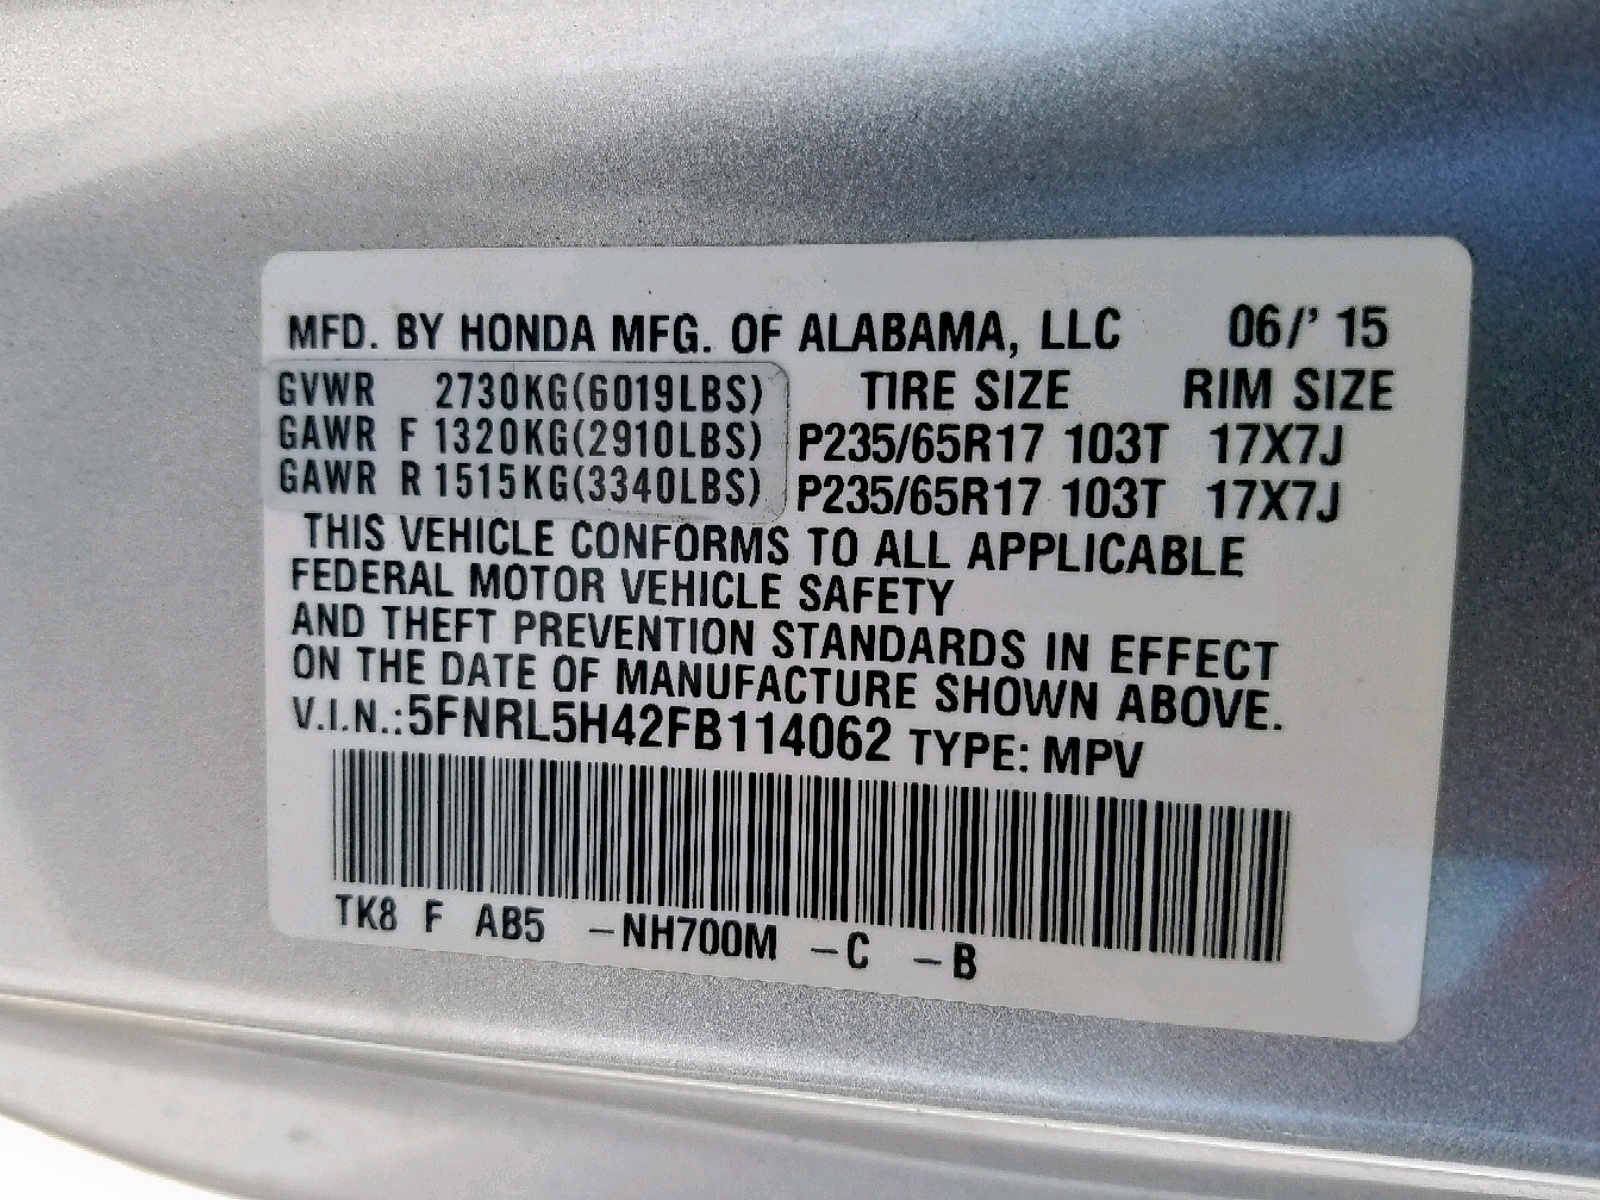 MFD. BY HONDA MFG. OF ALABAMA, LLC 06/' 15
GVWR 2730KG(6019LBS) TIRE SIZE RIM SIZE
GAWR F 1320KG(2910LBS) P235/65R17 103T 17X7J
GAWR R 1515KG(3340LBS) P235/65R17 103T 17X7J
THIS VEHICLE CONFORMS TO ALL APPLICABLE
FEDERAL MOTOR VEHICLE SAFETY
AND THEFT PREVENTION STANDARDS IN EFFECT
ON THE DATE OF MANUFACTURE SHOWN ABOVE.
V.I.N.:5FNRL5H42FB114062 TYPE: MPV
TK8 F AB5 -NH700M -C -B